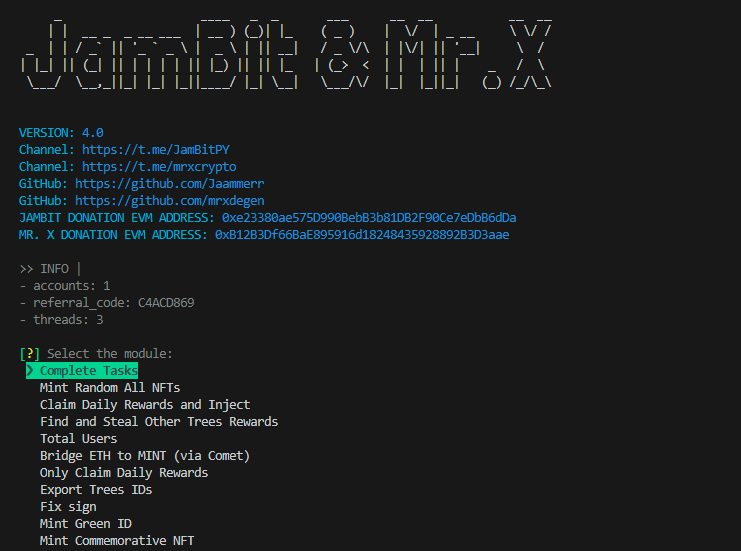 JamBit & Mr. X
VERSION: 4.0
Channel: https://t.me/JamBitPY
Channel: https://t.me/mrxcrypto
GitHub: https://github.com/Jaammerr
GitHub: https://github.com/mrxdegen
JAMBIT DONATION EVM ADDRESS: 0xe23380ae575D990BebB3b81DB2F90Ce7eDbB6dDa
MR. X DONATION EVM ADDRESS: 0xB12B3Df66BaE895916d18248435928892B3D3aae
>> INFO |
- accounts: 1
- referral_code: C4ACD869
- threads: 3
[?] Select the module:
❯ Complete Tasks
Mint Random All NFTs
Claim Daily Rewards and Inject
Find and Steal Other Trees Rewards
Total Users
Bridge ETH to MINT (via Comet)
Only Claim Daily Rewards
Export Trees IDs
Fix sign
Mint Green ID
Mint Commemorative NFT